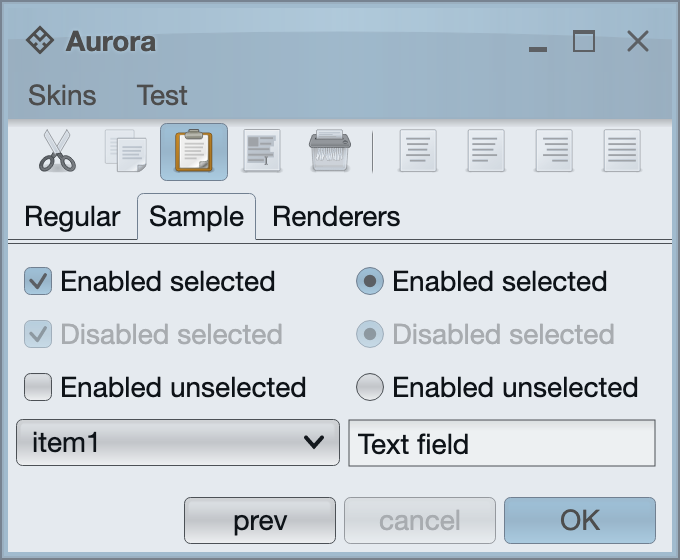 Aurora
Skins Test
Regular Sample Renderers
Enabled selected Enabled selected
Disabled selected Disabled selected
Enabled unselected Enabled unselected
item1 Text field
prev cancel OK